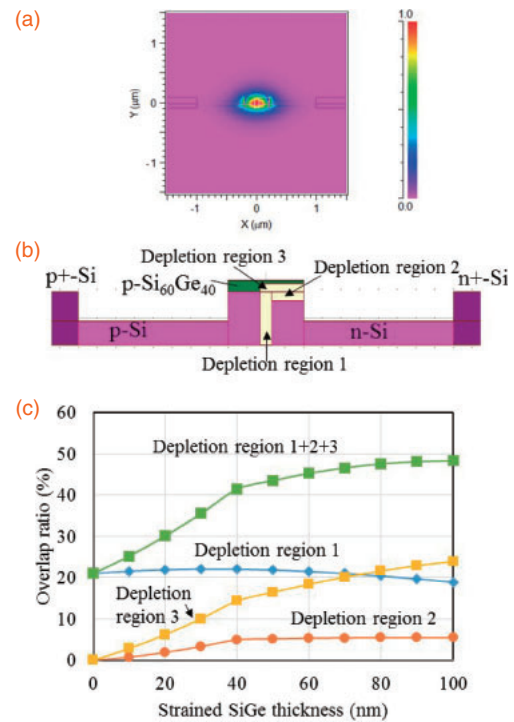 (a)
1
0
-1
Y (μm)
-1
0
1
X (μm)
1.0
0.0
(b)
Depletion region 3
p+-Si
p-Si60Ge40
Depletion region 2
n+-Si
p-Si
n-Si
Depletion region 1
(c)
60
50
40
30
20
10
0
Overlap ratio (%)
Depletion region 1+2+3
Depletion region 1
Depletion
region 3
Depletion region 2
0
20
40
60
80
100
Strained SiGe thickness (nm)